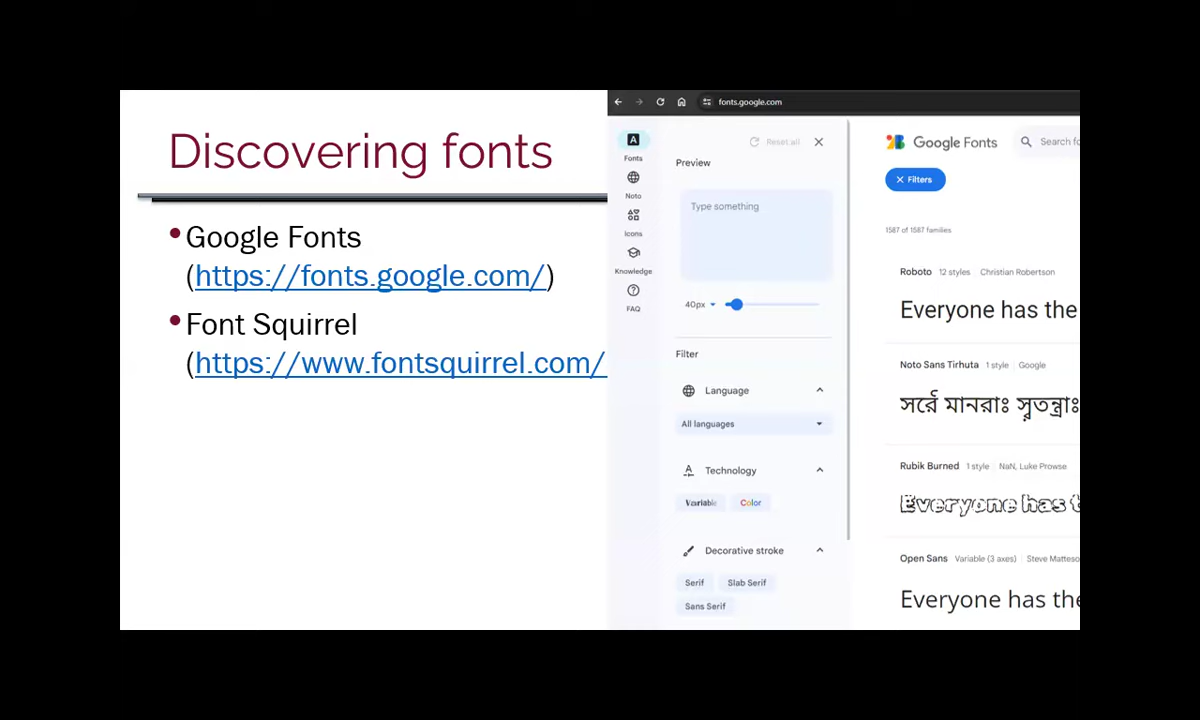 Discovering fonts
•Google Fonts
(https://fonts.google.com/)
•Font Squirrel
(https://www.fontsquirrel.com/
fonts.google.com
Fonts
Noto
Icons
Knowledge
FAQ
Reset all
Preview
Type something
40px
Filter
Language
All languages
Technology
Variable
Color
Decorative stroke
Serif
Slab Serif
Sans Serif
Google Fonts
Search fo
Filters
1587 of 1587 families
Roboto 12 styles Christian Robertson
Everyone has the
Noto Sans Tirhuta 1 style Google
Rubik Burned 1 style NaN, Luke Prowse
Everyone has t
Open Sans Variable (3 axes) Steve Matteso
Everyone has the